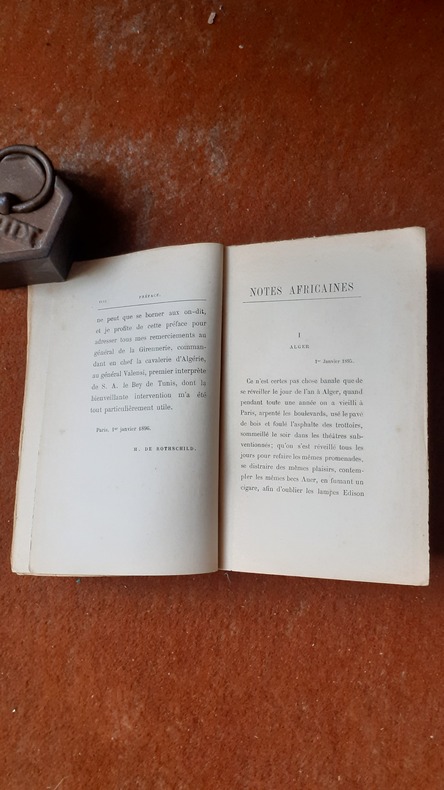 VIII PRÉFACE.
ne peut que se borner aux on-dit,
et je profite de cette préface pour
adresser tous mes remerciements au
général de la Girennerie, comman-
dant en chef la cavalerie d'Algérie,
au général Valensi, premier interprète
de S. A. le Bey de Tunis, dont la
bienveillante intervention m'a été
tout particulièrement utile.
Paris, 1er janvier 1896.
H. DE ROTHSCHILD.
NOTES AFRICAINES
I
ALGER
1er Janvier 1895.
Ce n'est certes pas chose banale que de
se réveiller le jour de l'an à Alger, quand
pendant toute une année on a vieilli à
Paris, arpenté les boulevards, usé le pavé
de bois et foulé l'asphalte des trottoirs,
sommeillé le soir dans les théâtres sub-
ventionnés; qu'on s'est réveillé tous les
jours pour refaire les mêmes promenades,
se distraire des mêmes plaisirs, contem-
pler les mêmes becs Auer, en fumant un
cigare, afin d'oublier les lampes Edison